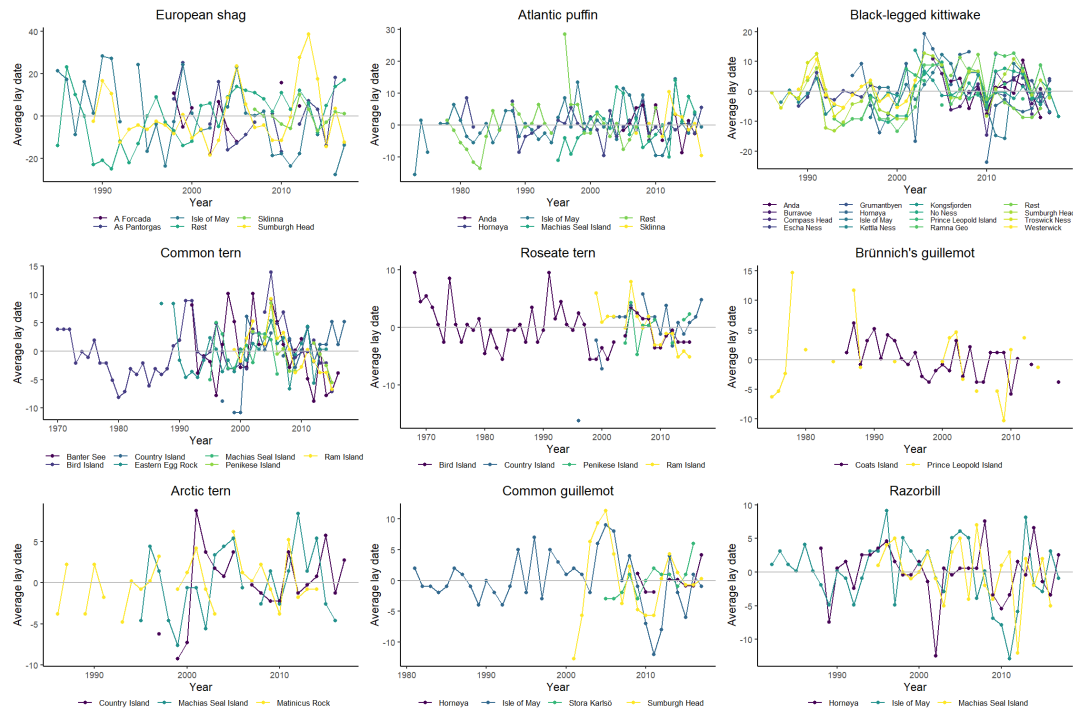 European shag
Average lay date
40
20
0
-20
1990
2000
2010
Year
A Forcada
Isle of May
Sklinna
As Pantorgas
Røst
Sumburgh Head
Atlantic puffin
Average lay date
30
20
10
0
-10
1980
1990
2000
2010
Year
Anda
Isle of May
Røst
Hornøya
Machias Seal Island
Sklinna
Black-legged kittiwake
Average lay date
20
10
0
-10
-20
1990
2000
2010
Year
Anda
Grumantbyen
Kongsfjorden
Røst
Burravoe
Hornøya
No Ness
Sumburgh Head
Compass Head
Isle of May
Prince Leopold Island
Troswick Ness
Escha Ness
Kettla Ness
Ramna Geo
Westerwick
Common tern
Average lay date
15
10
5
0
-5
-10
1970
1980
1990
2000
2010
Year
Banter See
Country Island
Machias Seal Island
Ram Island
Bird Island
Eastern Egg Rock
Penikese Island
Roseate tern
Average lay date
10
0
-10
1970
1980
1990
2000
2010
Year
Bird Island
Country Island
Penikese Island
Ram Island
Brünnich's guillemot
Average lay date
15
10
5
0
-5
-10
1980
1990
2000
2010
Year
Coats Island
Prince Leopold Island
Arctic tern
Average lay date
5
0
-5
-10
1990
2000
2010
Year
Country Island
Machias Seal Island
Matinicus Rock
Common guillemot
Average lay date
10
5
0
-5
-10
1980
1990
2000
2010
Year
Hornøya
Isle of May
Stora Karlsö
Sumburgh Head
Razorbill
Average lay date
10
5
0
-5
-10
1990
2000
2010
Year
Hornøya
Isle of May
Machias Seal Island